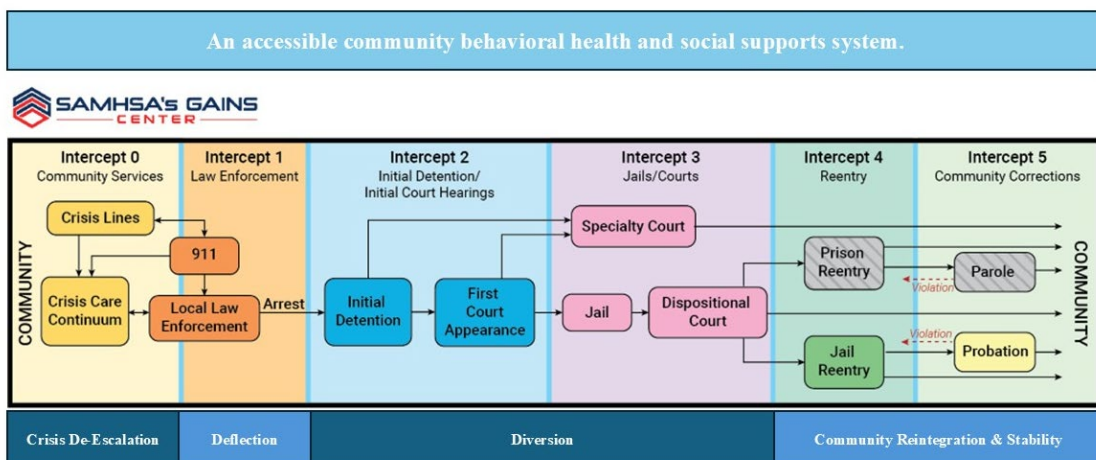 An accessible community behavioral health and social supports system.
SAMHSA's GAINS
CENTER
Intercept 0
Community Services
Intercept 1
Law Enforcement
Intercept 2
Initial Detention/
Initial Court Hearings
Intercept 3
Jails/Courts
Intercept 4
Reentry
Intercept 5
Community Corrections
COMMUNITY
Crisis Lines
911
Crisis Care
Continuum
Local Law
Enforcement
Arrest
Initial
Detention
First
Court
Appearance
Specialty Court
Jail
Dispositional
Court
Prison
Reentry
Violation
Parole
Jail
Reentry
Violation
Probation
COMMUNITY
Crisis De-Escalation
Deflection
Diversion
Community Reintegration & Stability